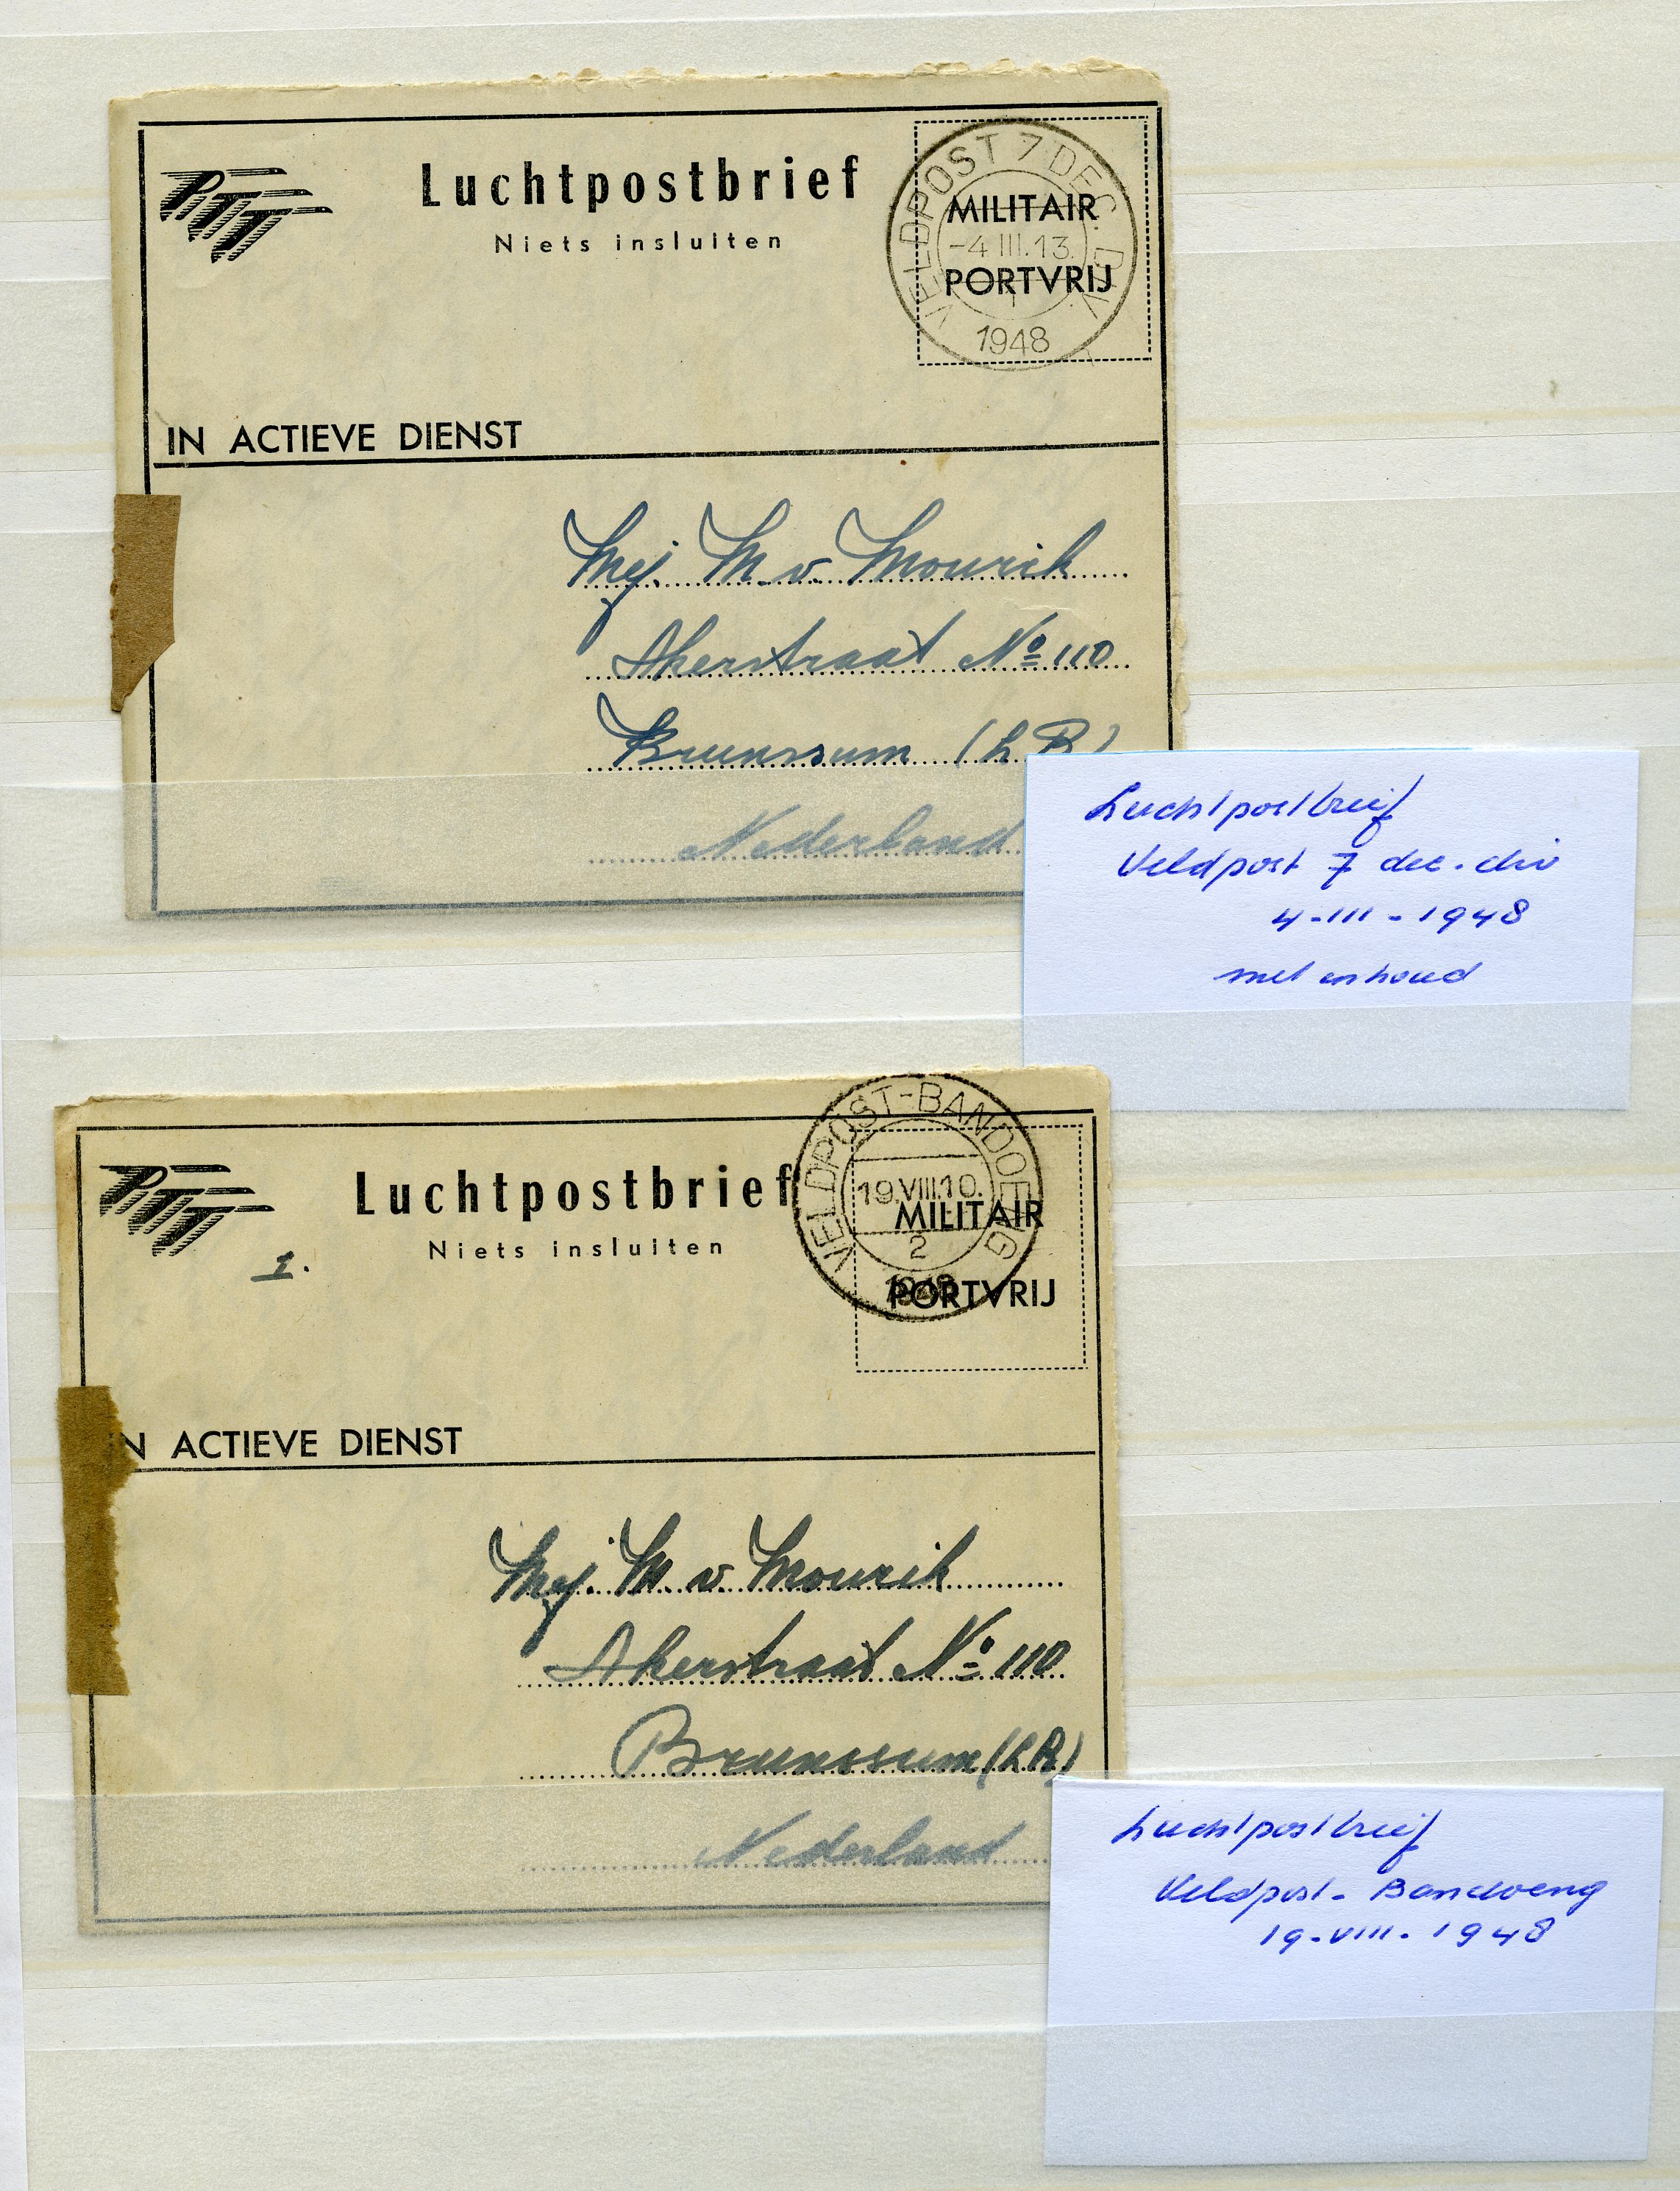 PTT
Luchtpostbrief
Niets insluiten
VELDPOST 7 DEC. DIV.
MILITAIR
-4 III.13.
PORTVRIJ
1
1948
IN ACTIEVE DIENST
Mej. M. v. Mourik
Akerstraat No 110
Brunssum (L.B.)
Nederland
Luchtpostbrief
Veldpost 7 dec. div
4-III-1948
met inhoud
PTT
Luchtpostbrief
Niets insluiten
1.
VELDPOST-BANDOENG
19.VIII.10.
MILITAIR
2
1948
PORTVRIJ
IN ACTIEVE DIENST
Mej. M v. Mourik
Akerstraat No 110
Brunssum (L.B.)
Nederland
Luchtpostbrief
Veldpost- Bandoeng
19-VIII-1948